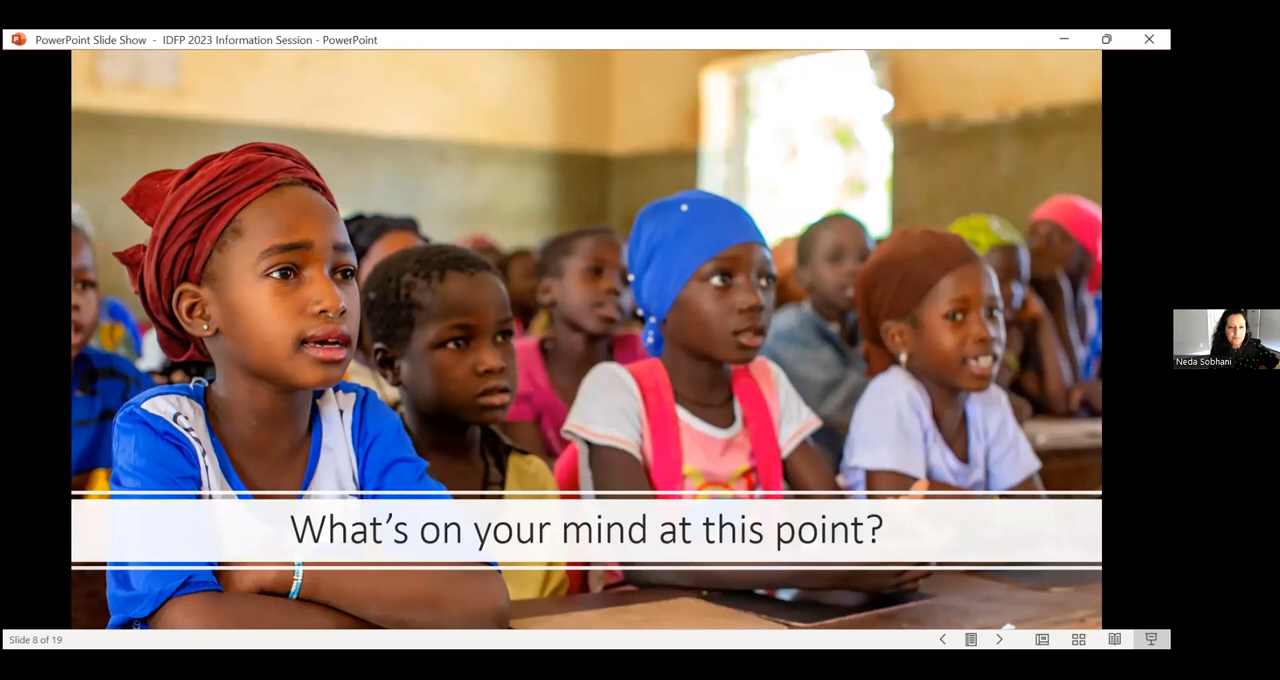 PowerPoint Slide Show - IDFP 2023 Information Session - PowerPoint
What's on your mind at this point?
Neda Sobhani
Slide 8 of 19